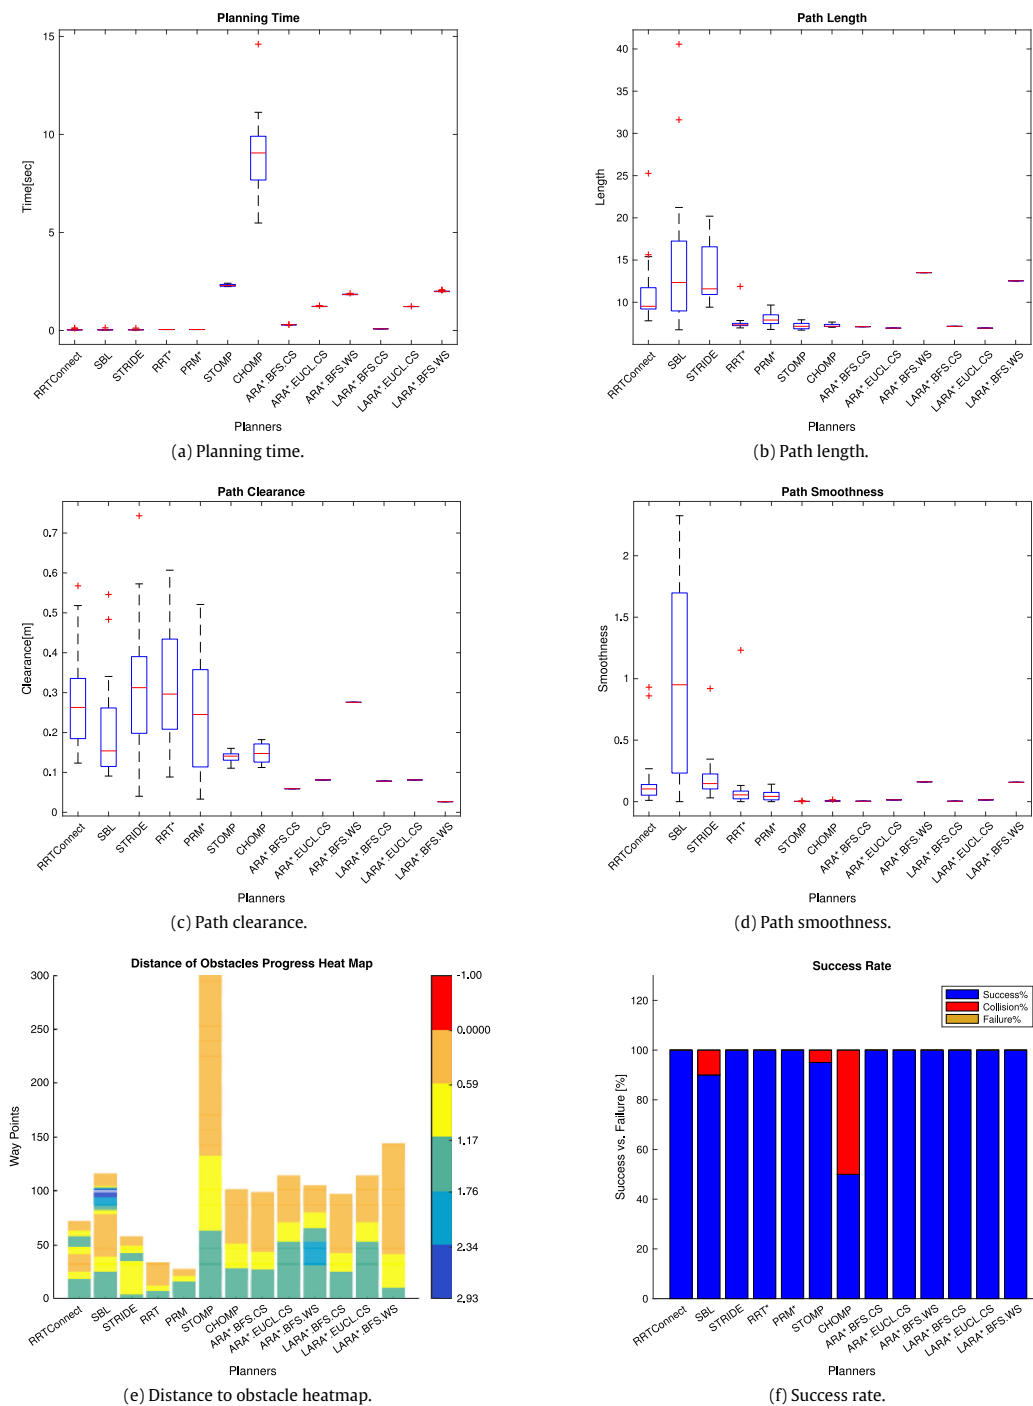 Planning Time
15
10
5
0
Time[sec]
RRTConnect
SBL
STRIDE
RRT*
PRM*
STOMP
CHOMP
ARA*.BFS.CS
ARA*.EUCL.CS
ARA*.BFS.WS
LARA*.BFS.CS
LARA*.EUCL.CS
LARA*.BFS.WS
Planners
(a) Planning time.
Path Length
40
35
30
25
20
15
10
Length
RRTConnect
SBL
STRIDE
RRT*
PRM*
STOMP
CHOMP
ARA*.BFS.CS
ARA*.EUCL.CS
ARA*.BFS.WS
LARA*.BFS.CS
LARA*.EUCL.CS
LARA*.BFS.WS
Planners
(b) Path length.
Path Clearance
0.7
0.6
0.5
0.4
0.3
0.2
0.1
0
Clearance[m]
RRTConnect
SBL
STRIDE
RRT*
PRM*
STOMP
CHOMP
ARA*.BFS.CS
ARA*.EUCL.CS
ARA*.BFS.WS
LARA*.BFS.CS
LARA*.EUCL.CS
LARA*.BFS.WS
Planners
(c) Path clearance.
Path Smoothness
2
1.5
1
0.5
0
Smoothness
RRTConnect
SBL
STRIDE
RRT*
PRM*
STOMP
CHOMP
ARA*.BFS.CS
ARA*.EUCL.CS
ARA*.BFS.WS
LARA*.BFS.CS
LARA*.EUCL.CS
LARA*.BFS.WS
Planners
(d) Path smoothness.
Distance of Obstacles Progress Heat Map
300
250
200
150
100
50
0
Way Points
-1.00
0.0000
0.59
1.17
1.76
2.34
2,93
RRTConnect
SBL
STRIDE
RRT
PRM
STOMP
CHOMP
ARA*.BFS.CS
ARA*.EUCL.CS
ARA*.BFS.WS
LARA*.BFS.CS
LARA*.EUCL.CS
LARA*.BFS.WS
Planners
(e) Distance to obstacle heatmap.
Success Rate
Success%
Collision%
Failure%
120
100
80
60
40
20
0
Success vs. Failure [%]
RRTConnect
SBL
STRIDE
RRT*
PRM*
STOMP
CHOMP
ARA*.BFS.CS
ARA*.EUCL.CS
ARA*.BFS.WS
LARA*.BFS.CS
LARA*.EUCL.CS
LARA*.BFS.WS
Planners
(f) Success rate.